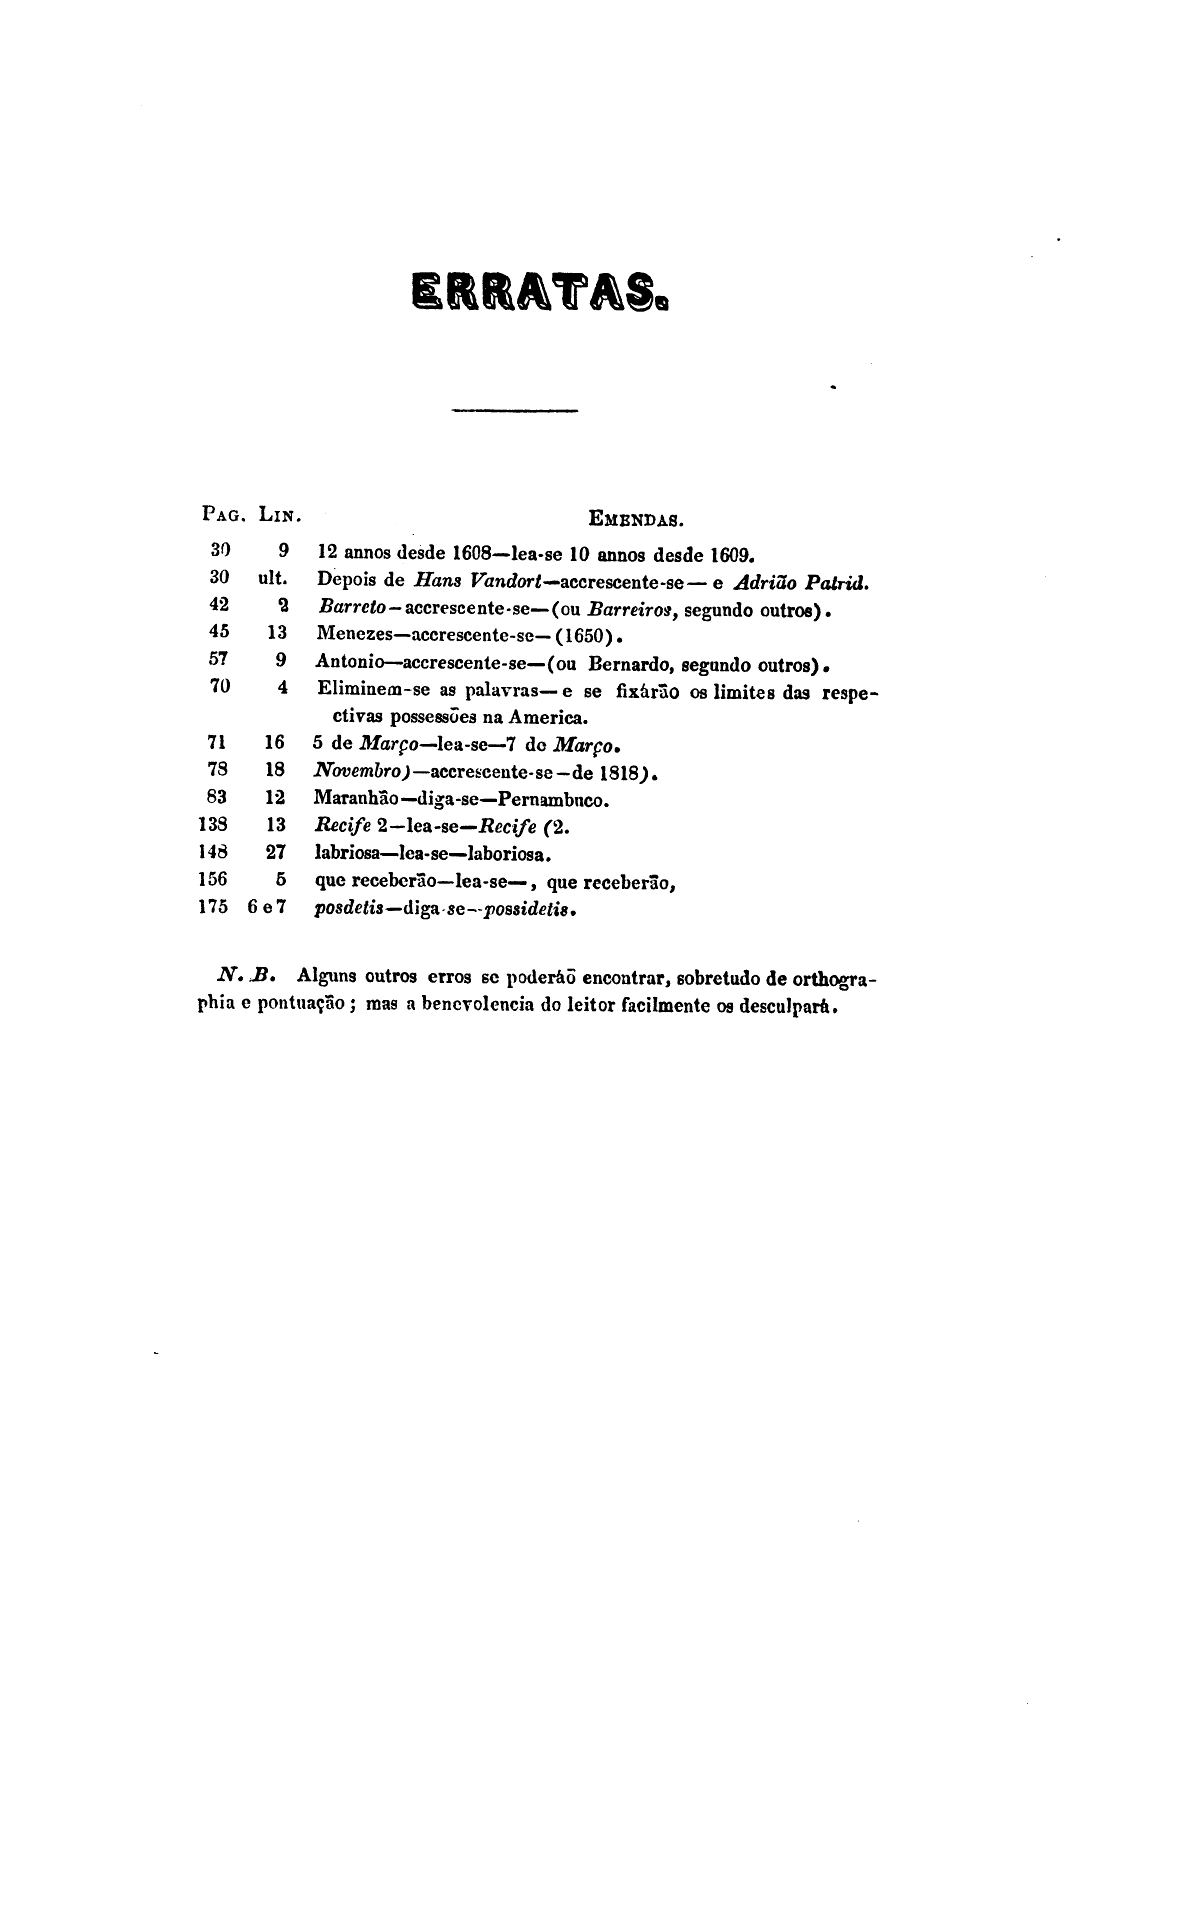 ERRATAS.
PAG. LIN. EMENDAS.
30 9 12 annos desde 1608—lea-se 10 annos desde 1609.
30 ult. Depois de Hans Vandort—accrescente-se— e Adrião Patrid.
42 2 Barreto—accrescente-se—(ou Barreiros, segundo outros).
45 13 Menezes—accrescente-se—(1650).
57 9 Antonio—accrescente-se—(ou Bernardo, segundo outros).
70 4 Eliminem-se as palavras—e se fixárão os limites das respe-
ctivas possessões na America.
71 16 5 de Março—lea-se—7 de Março.
78 18 Novembro)—accrescente-se—de 1818).
83 12 Maranhão—diga-se—Pernambuco.
138 13 Recife 2—lea-se—Recife (2.
148 27 labriosa—lea-se—laboriosa.
156 5 que receberão—lea-se—, que receberão,
175 6 e 7 posdetis—diga-se—possidetis.
N. B. Alguns outros erros se poderáõ encontrar, sobretudo de orthogra-
phia e pontuação; mas a benevolencia do leitor facilmente os desculpará.